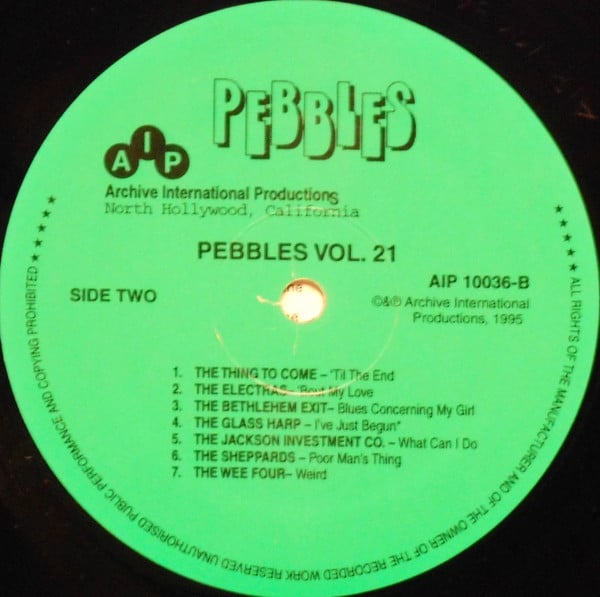 PEBBLES
AIP
Archive International Productions
North Hollywood, California
PEBBLES VOL. 21
SIDE TWO
AIP 10036-B
©&℗ Archive International
Productions, 1995
1. THE THING TO COME – 'Til The End
2. THE ELECTRAS – 'Bout My Love
3. THE BETHLEHEM EXIT– Blues Concerning My Girl
4. THE GLASS HARP – I've Just Begun*
5. THE JACKSON INVESTMENT CO. – What Can I Do
6. THE SHEPPARDS – Poor Man's Thing
7. THE WEE FOUR– Weird
★★★★★ ALL RIGHTS OF THE MANUFACTURER AND OF THE OWNER OF THE RECORDED WORK RESERVED UNAUTHORISED PUBLIC PERFORMANCE AND COPYING PROHIBITED ★★★★★